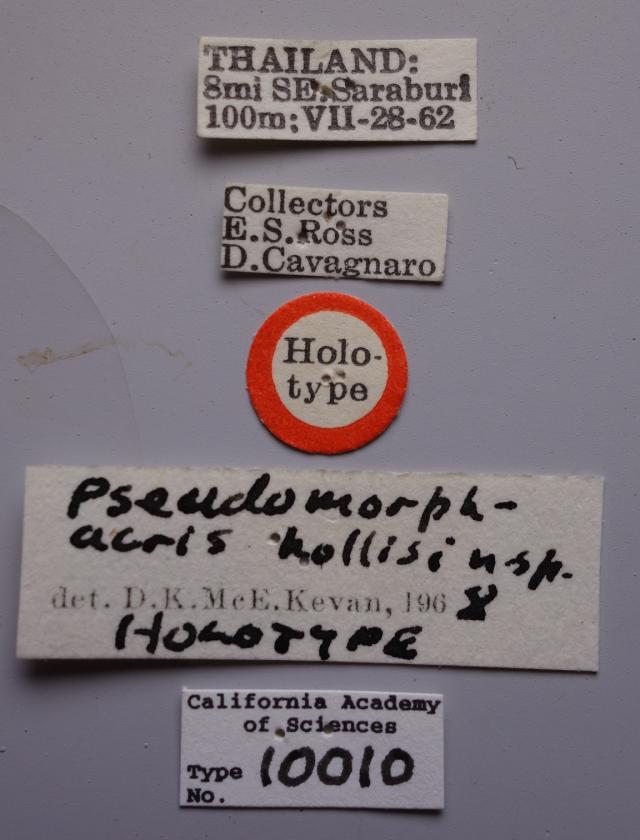 THAILAND:
8mi SE.Saraburi
100m;VII-28-62
Collectors
E.S.Ross
D.Cavagnaro
Holo-
type
Pseudomorph-
acris hollisi n.sp.
det. D.K.McE.Kevan, 1968
HOLOTYPE
California Academy
of Sciences
Type 10010
No.